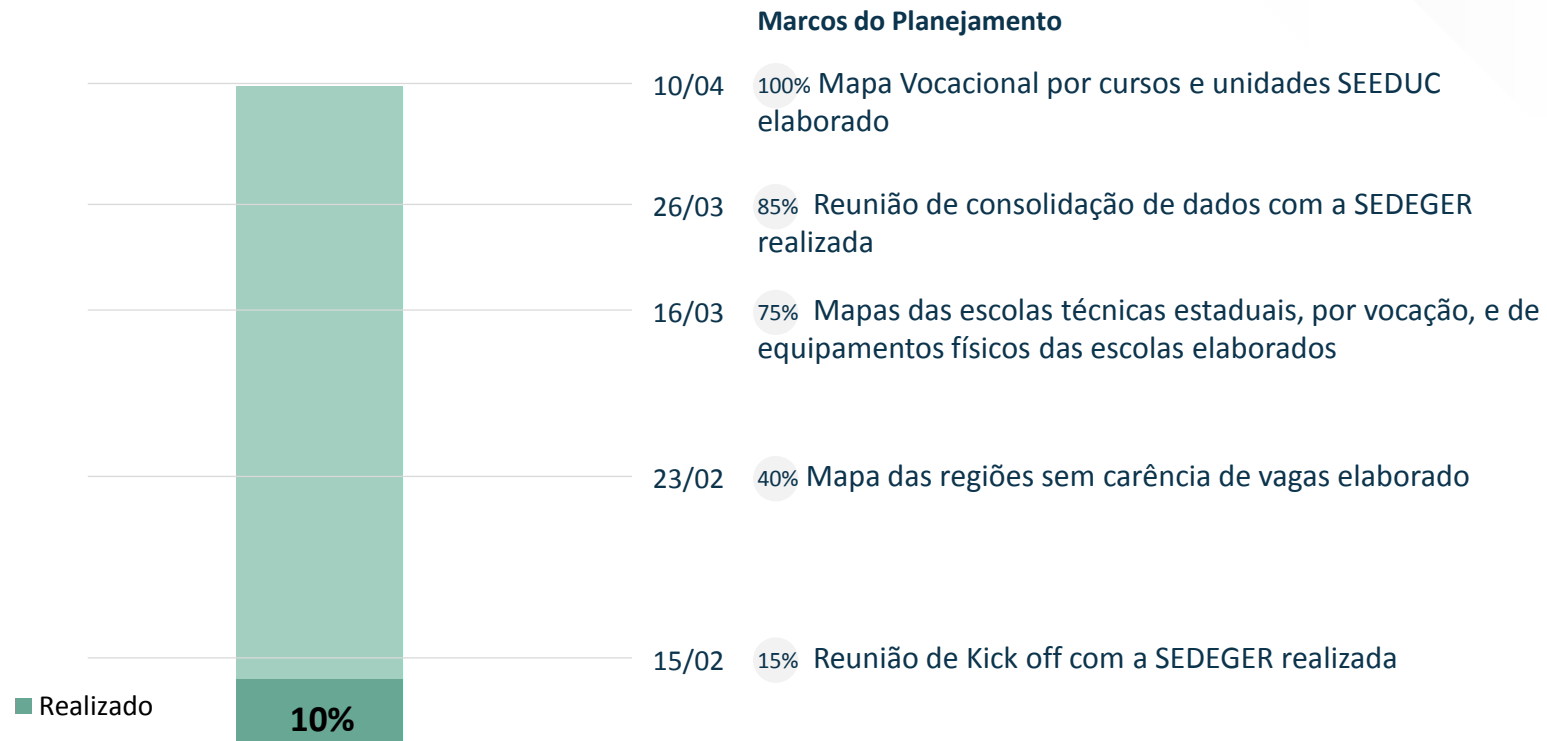 Marcos do Planejamento
10/04 100% Mapa Vocacional por cursos e unidades SEEDUC
elaborado
26/03 85% Reunião de consolidação de dados com a SEDEGER
realizada
16/03 75% Mapas das escolas técnicas estaduais, por vocação, e de
equipamentos físicos das escolas elaborados
23/02 40% Mapa das regiões sem carência de vagas elaborado
15/02 15% Reunião de Kick off com a SEDEGER realizada
Realizado
10%